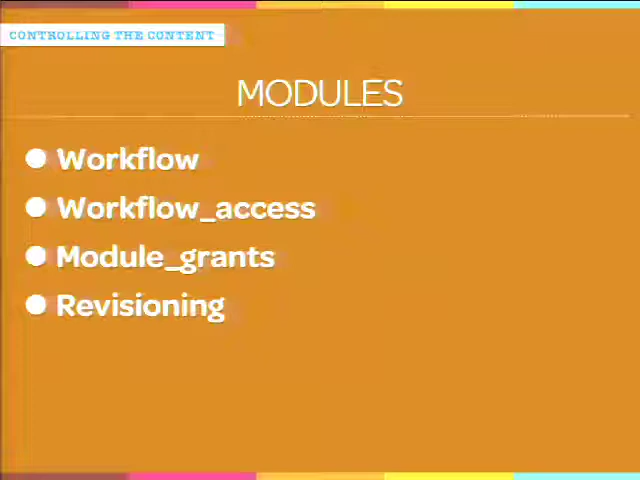 CONTROLLING THE CONTENT
MODULES
Workflow
Workflow_access
Module_grants
Revisioning